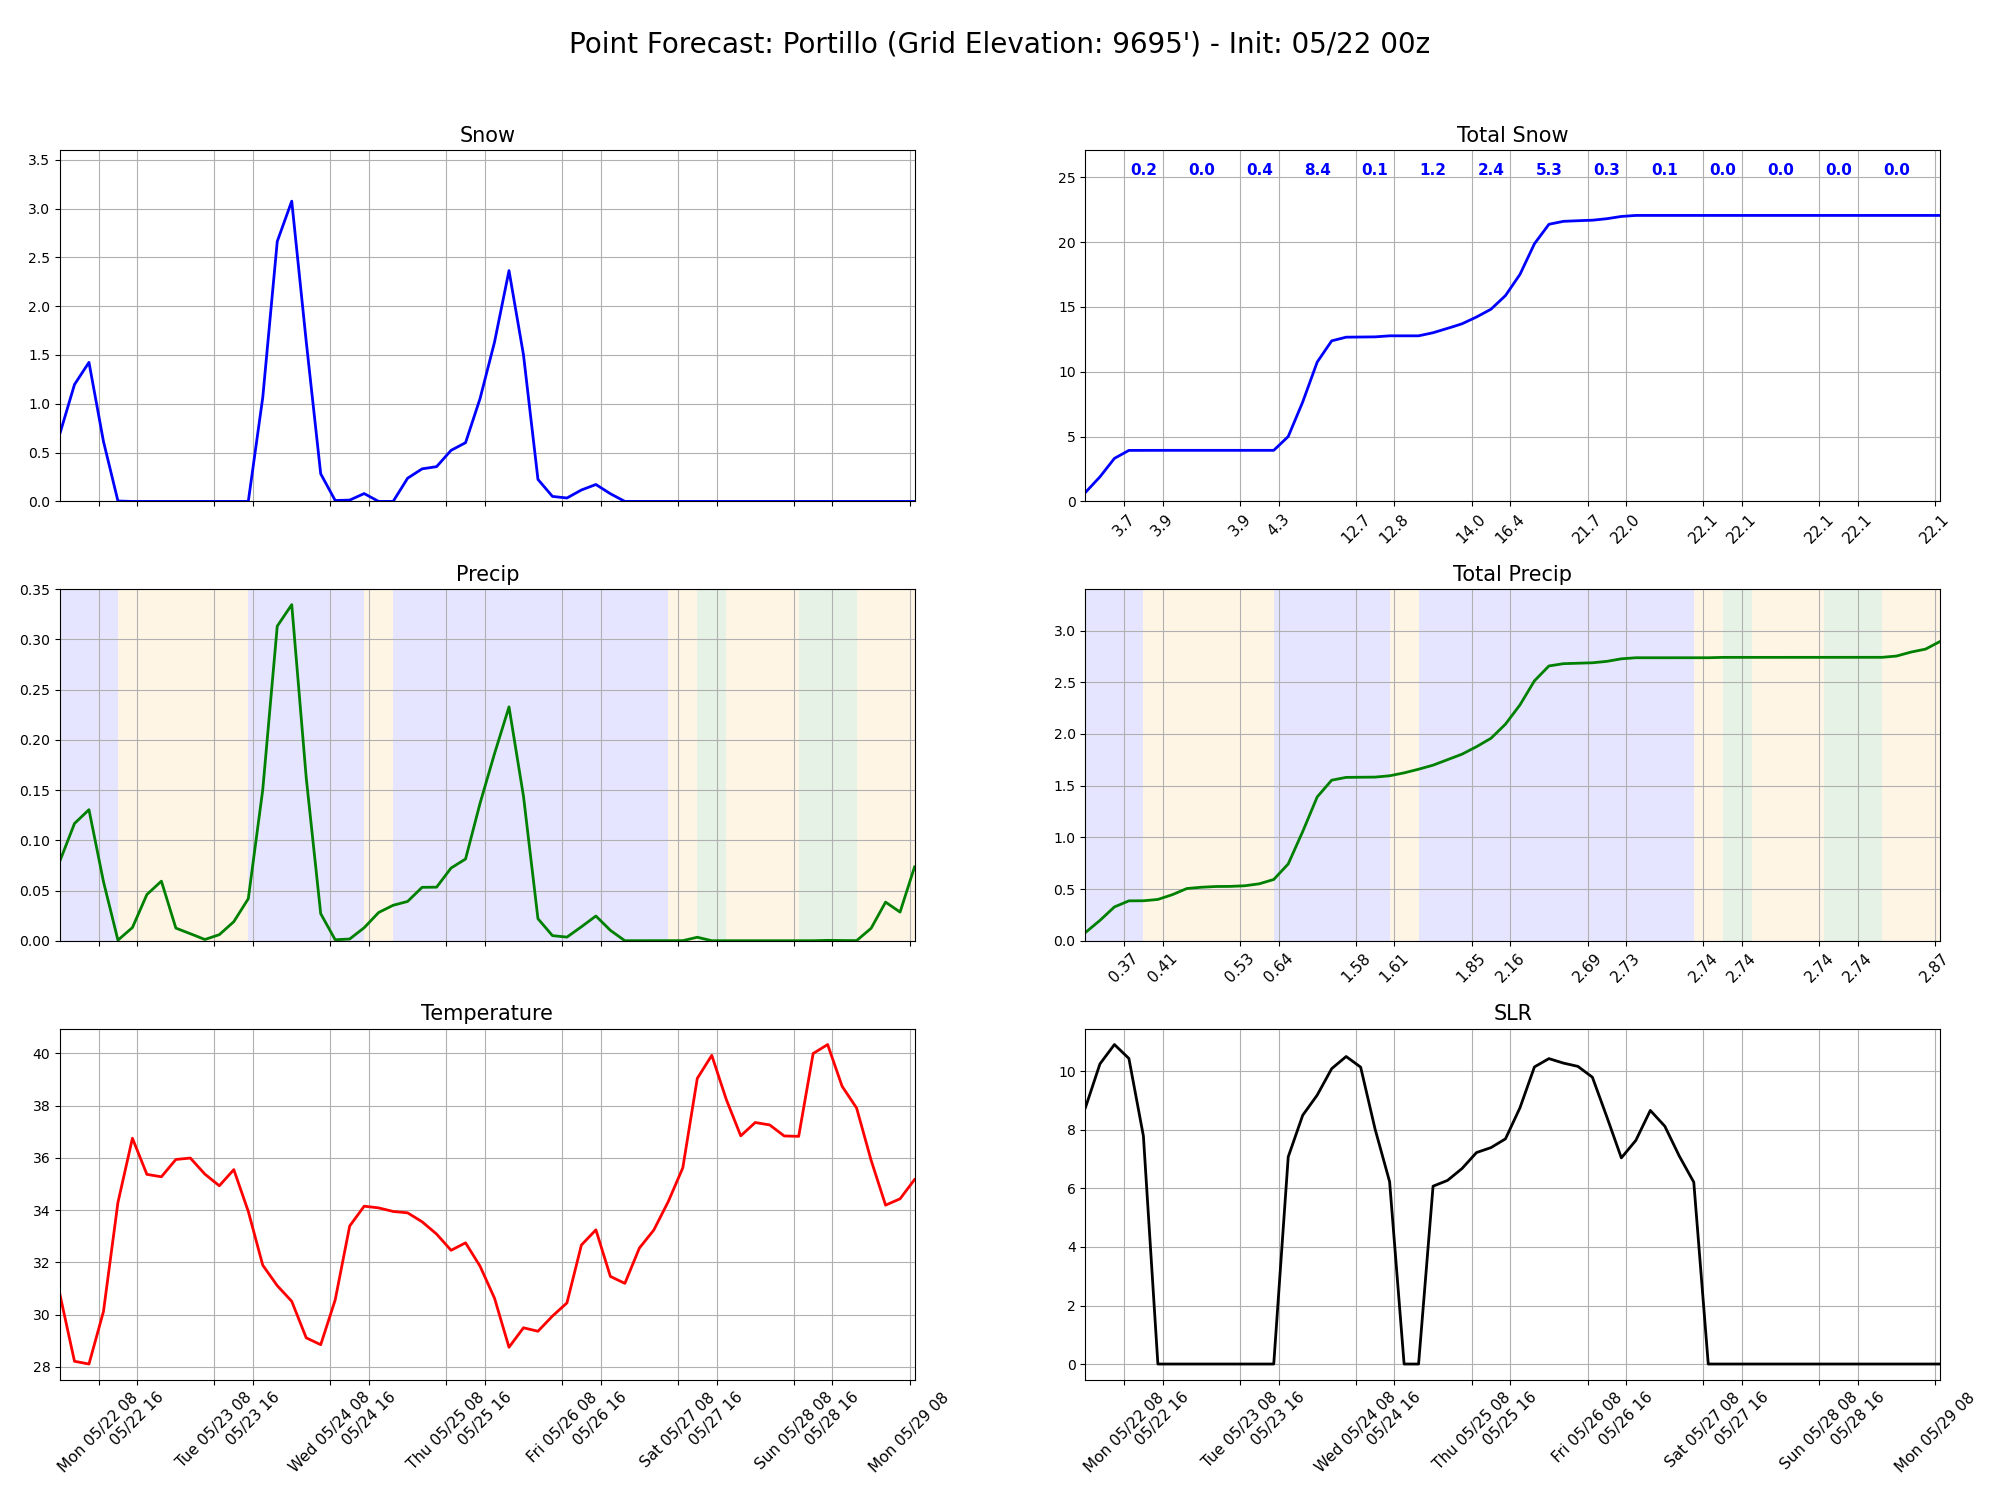 Point Forecast: Portillo (Grid Elevation: 9695') - Init: 05/22 00z
Snow
3.5
3.0
2.5
2.0
1.5
1.0
0.5
0.0
Total Snow
0.2 0.0 0.4 8.4 0.1 1.2 2.4 5.3 0.3 0.1 0.0 0.0 0.0 0.0
25
20
15
10
5
0
3.7 3.9 3.9 4.3 12.7 12.8 14.0 16.4 21.7 22.0 22.1 22.1 22.1 22.1 22.1
Precip
0.35
0.30
0.25
0.20
0.15
0.10
0.05
0.00
Total Precip
3.0
2.5
2.0
1.5
1.0
0.5
0.0
0.37 0.41 0.53 0.64 1.58 1.61 1.85 2.16 2.69 2.73 2.74 2.74 2.74 2.74 2.87
Temperature
40
38
36
34
32
30
28
Mon 05/22 08
05/22 16
Tue 05/23 08
05/23 16
Wed 05/24 08
05/24 16
Thu 05/25 08
05/25 16
Fri 05/26 08
05/26 16
Sat 05/27 08
05/27 16
Sun 05/28 08
05/28 16
Mon 05/29 08
SLR
10
8
6
4
2
0
Mon 05/22 08
05/22 16
Tue 05/23 08
05/23 16
Wed 05/24 08
05/24 16
Thu 05/25 08
05/25 16
Fri 05/26 08
05/26 16
Sat 05/27 08
05/27 16
Sun 05/28 08
05/28 16
Mon 05/29 08